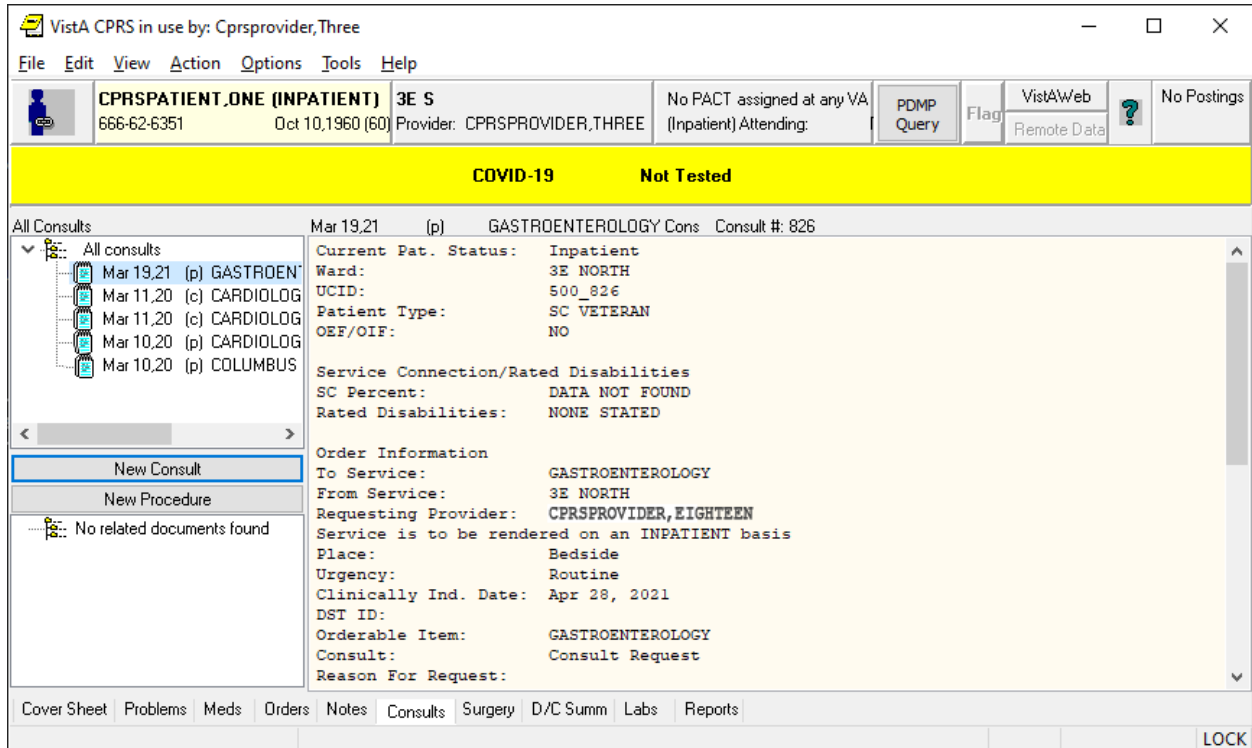 VistA CPRS in use by: Cprsprovider,Three
File Edit View Action Options Tools Help
CPRSPATIENT,ONE (INPATIENT)
666-62-6351 Oct 10,1960 (60)
3E S
Provider: CPRSPROVIDER,THREE
No PACT assigned at any VA
(Inpatient) Attending:
PDMP
Query
Flag
VistAWeb
Remote Data
?
No Postings
COVID-19 Not Tested
All Consults
Mar 19,21 (p) GASTROENTEROLOGY Cons Consult #: 826
All consults
Mar 19,21 (p) GASTROEN
Mar 11,20 (c) CARDIOLOG
Mar 11,20 (c) CARDIOLOG
Mar 10,20 (p) CARDIOLOG
Mar 10,20 (p) COLUMBUS
New Consult
New Procedure
No related documents found
Current Pat. Status: Inpatient
Ward: 3E NORTH
UCID: 500_826
Patient Type: SC VETERAN
OEF/OIF: NO
Service Connection/Rated Disabilities
SC Percent: DATA NOT FOUND
Rated Disabilities: NONE STATED
Order Information
To Service: GASTROENTEROLOGY
From Service: 3E NORTH
Requesting Provider: CPRSPROVIDER,EIGHTEEN
Service is to be rendered on an INPATIENT basis
Place: Bedside
Urgency: Routine
Clinically Ind. Date: Apr 28, 2021
DST ID:
Orderable Item: GASTROENTEROLOGY
Consult: Consult Request
Reason For Request:
Cover Sheet Problems Meds Orders Notes Consults Surgery D/C Summ Labs Reports
LOCK